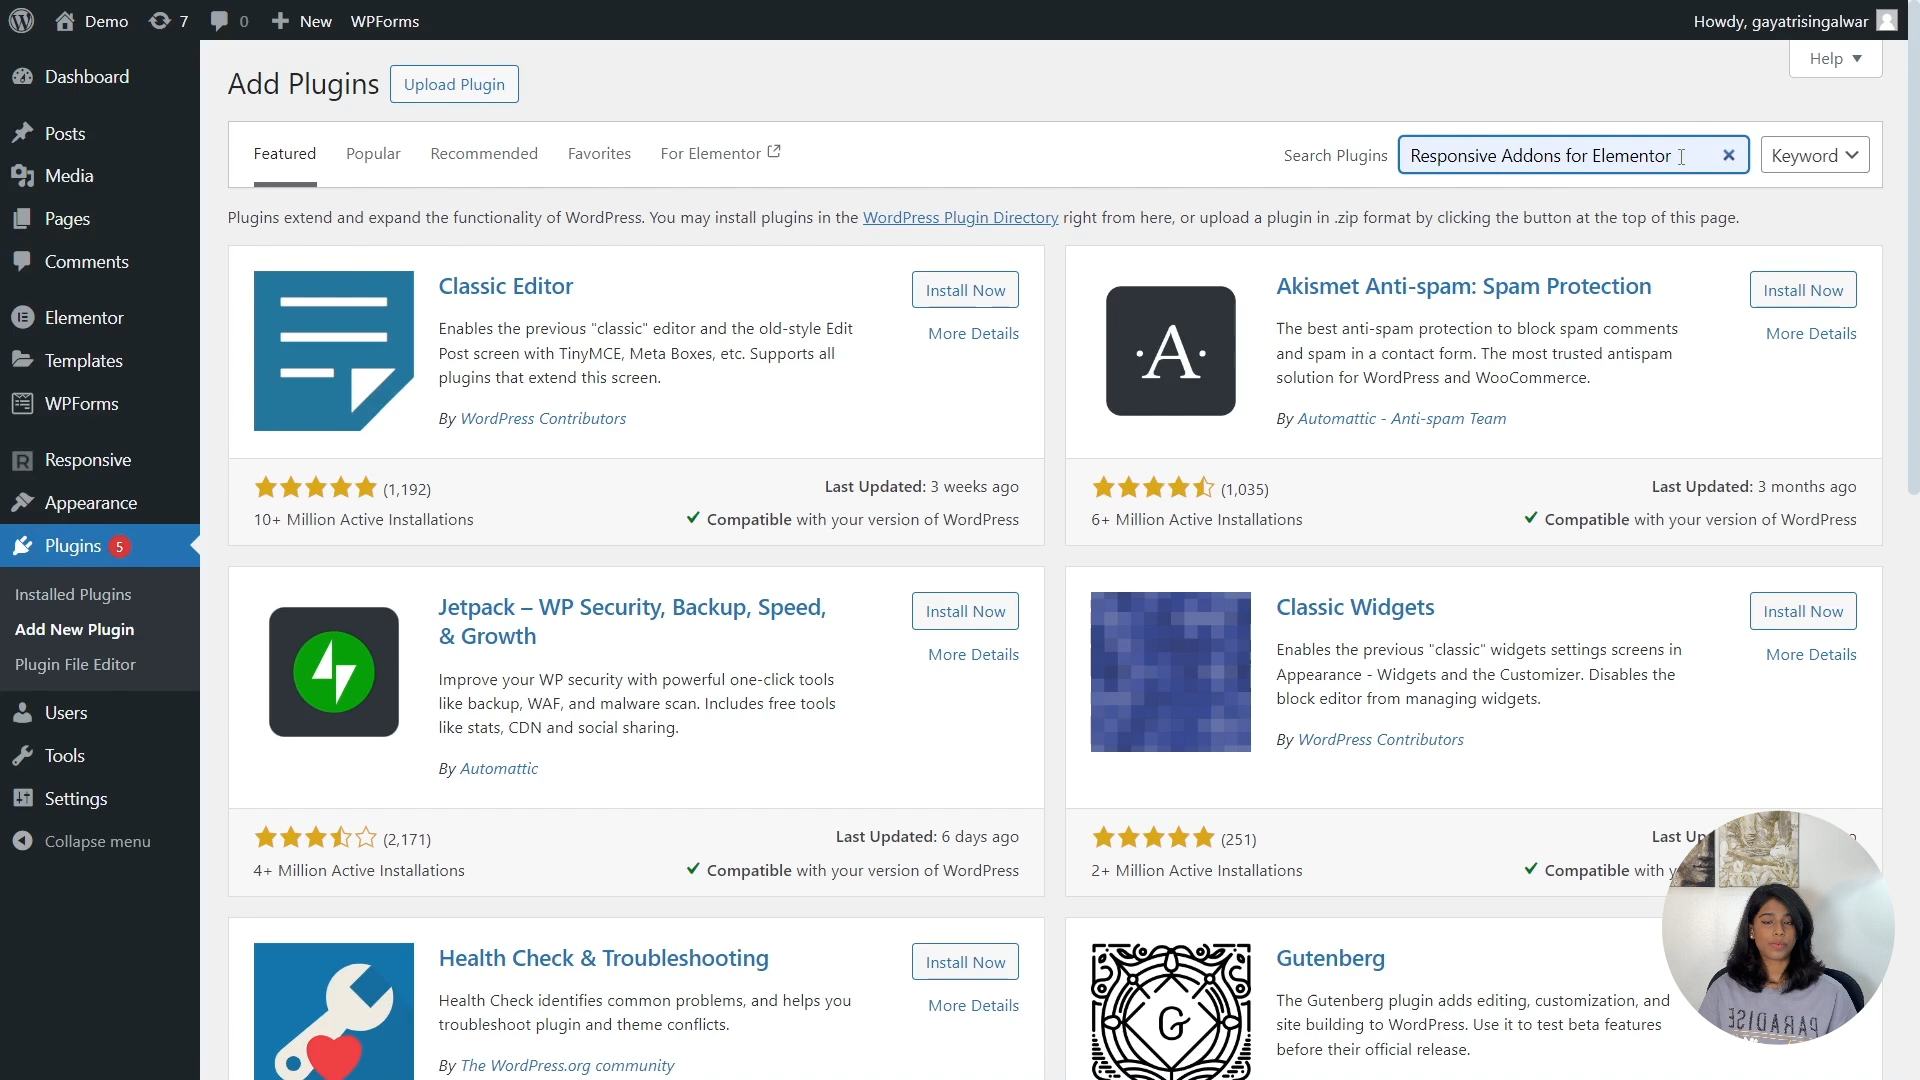 Demo 7 0 New WPForms Howdy, gayatrisingalwar
Dashboard
Posts
Media
Pages
Comments
Elementor
Templates
WPForms
Responsive
Appearance
Plugins 5
Installed Plugins
Add New Plugin
Plugin File Editor
Users
Tools
Settings
Collapse menu
Help
Add Plugins Upload Plugin
Featured Popular Recommended Favorites For Elementor Search Plugins Responsive Addons for Elementor Keyword
Plugins extend and expand the functionality of WordPress. You may install plugins in the WordPress Plugin Directory right from here, or upload a plugin in .zip format by clicking the button at the top of this page.
Classic Editor
Install Now
More Details
Enables the previous "classic" editor and the old-style Edit
Post screen with TinyMCE, Meta Boxes, etc. Supports all
plugins that extend this screen.
By WordPress Contributors
(1,192)
Last Updated: 3 weeks ago
10+ Million Active Installations
Compatible with your version of WordPress
·A·
Akismet Anti-spam: Spam Protection
Install Now
More Details
The best anti-spam protection to block spam comments
and spam in a contact form. The most trusted antispam
solution for WordPress and WooCommerce.
By Automattic - Anti-spam Team
(1,035)
Last Updated: 3 months ago
6+ Million Active Installations
Compatible with your version of WordPress
Jetpack – WP Security, Backup, Speed,
& Growth
Install Now
More Details
Improve your WP security with powerful one-click tools
like backup, WAF, and malware scan. Includes free tools
like stats, CDN and social sharing.
By Automattic
(2,171)
Last Updated: 6 days ago
4+ Million Active Installations
Compatible with your version of WordPress
Classic Widgets
Install Now
More Details
Enables the previous "classic" widgets settings screens in
Appearance - Widgets and the Customizer. Disables the
block editor from managing widgets.
By WordPress Contributors
(251)
Last
2+ Million Active Installations
Compatible with
Health Check & Troubleshooting
Install Now
More Details
Health Check identifies common problems, and helps you
troubleshoot plugin and theme conflicts.
By The WordPress.org community
G
Gutenberg
The Gutenberg plugin adds editing, customization, and
site building to WordPress. Use it to test beta features
before their official release.
PARADISE